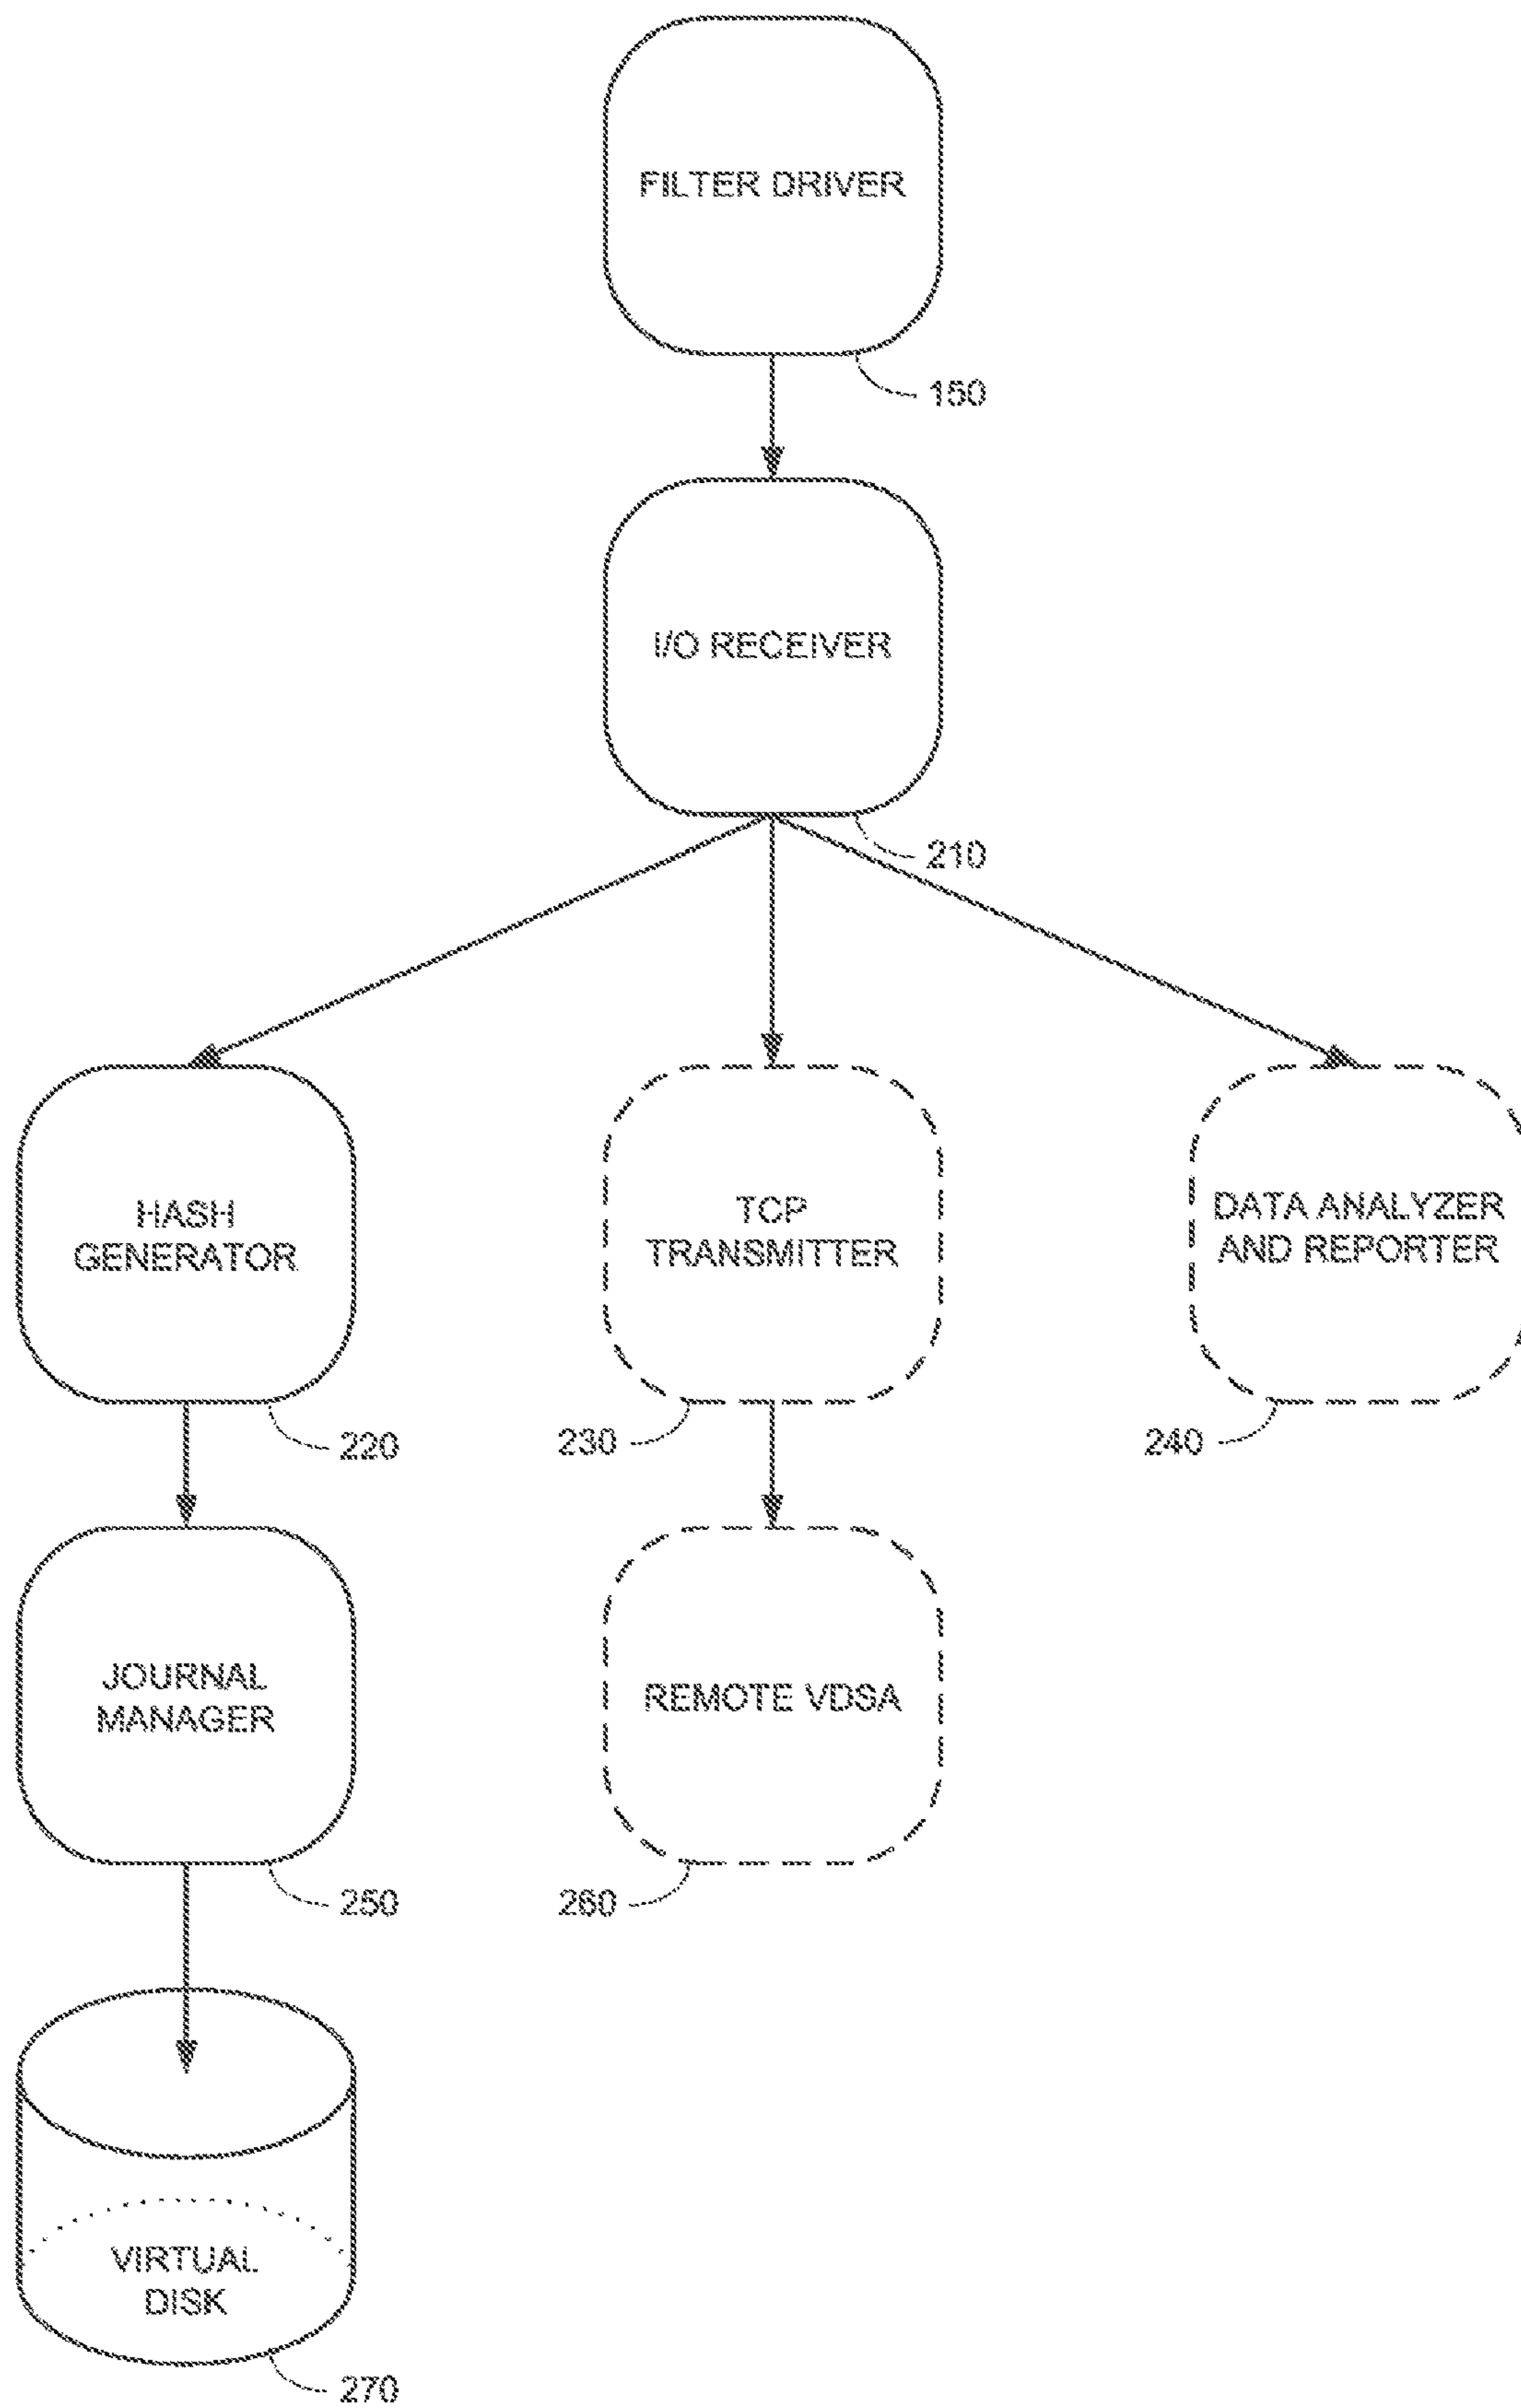 FILTER DRIVER
150
I/O RECEIVER
210
HASH
GENERATOR
220
TCP
TRANSMITTER
230
DATA ANALYZER
AND REPORTER
240
JOURNAL
MANAGER
250
REMOTE VDSA
260
VIRTUAL
DISK
270